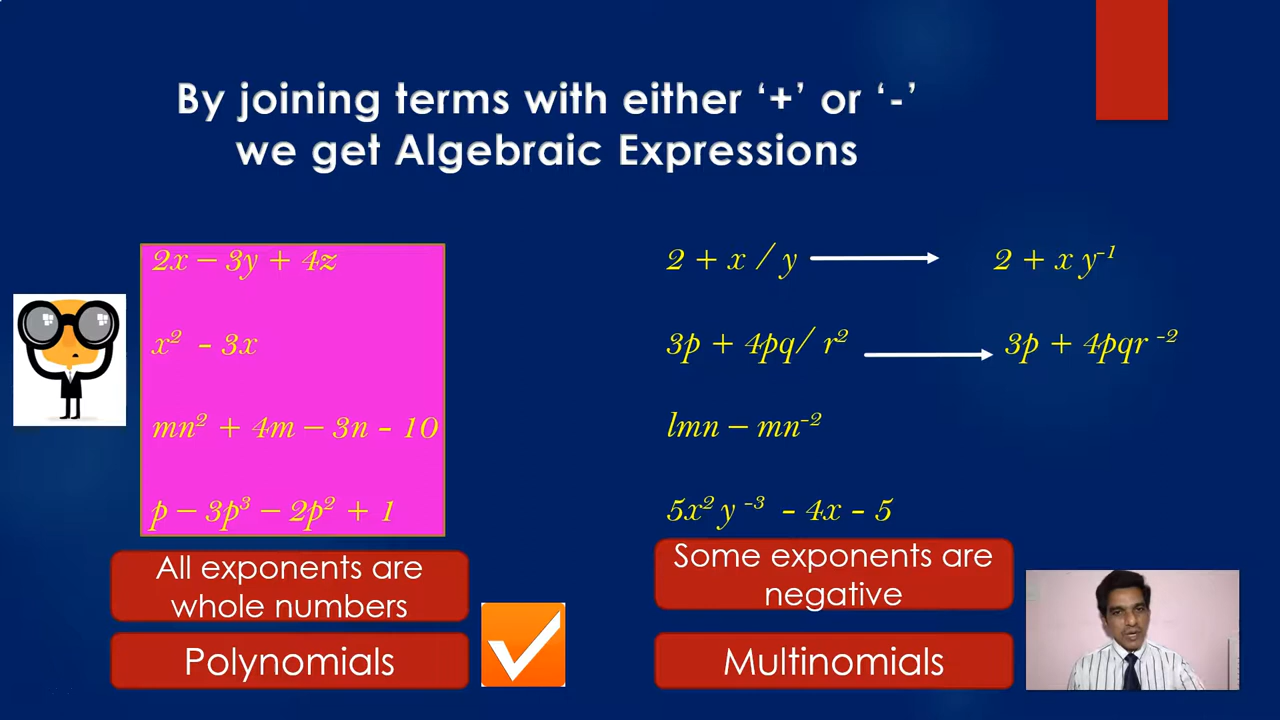 By joining terms with either ‘+’ or ‘-’
we get Algebraic Expressions
2x – 3y + 4z
x² - 3x
mn² + 4m – 3n - 10
p – 3p³ – 2p² + 1
All exponents are
whole numbers
Polynomials
2 + x / y
2 + x y⁻¹
3p + 4pq/ r²
3p + 4pqr ⁻²
lmn – mn⁻²
5x² y ⁻³ - 4x - 5
Some exponents are
negative
Multinomials